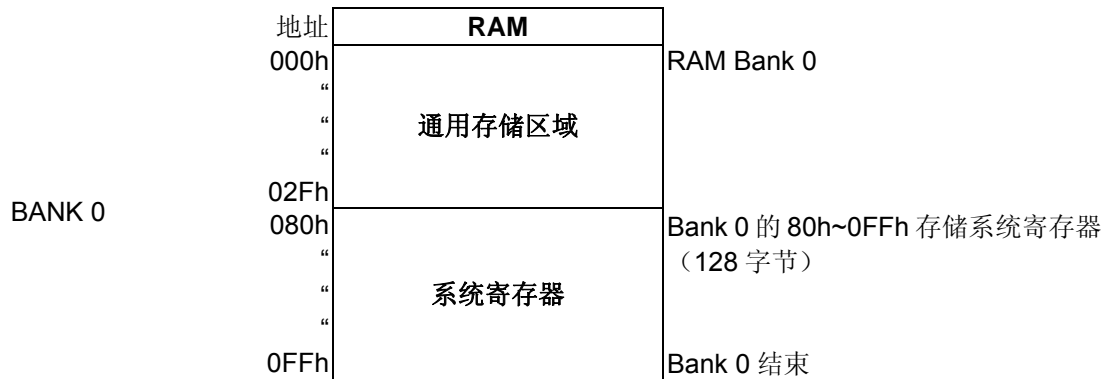 地址 RAM
000h RAM Bank 0
“
“ 通用存储区域
“
02Fh
BANK 0
080h Bank 0 的 80h~0FFh 存储系统寄存器
“ （128 字节）
“ 系统寄存器
“
0FFh Bank 0 结束